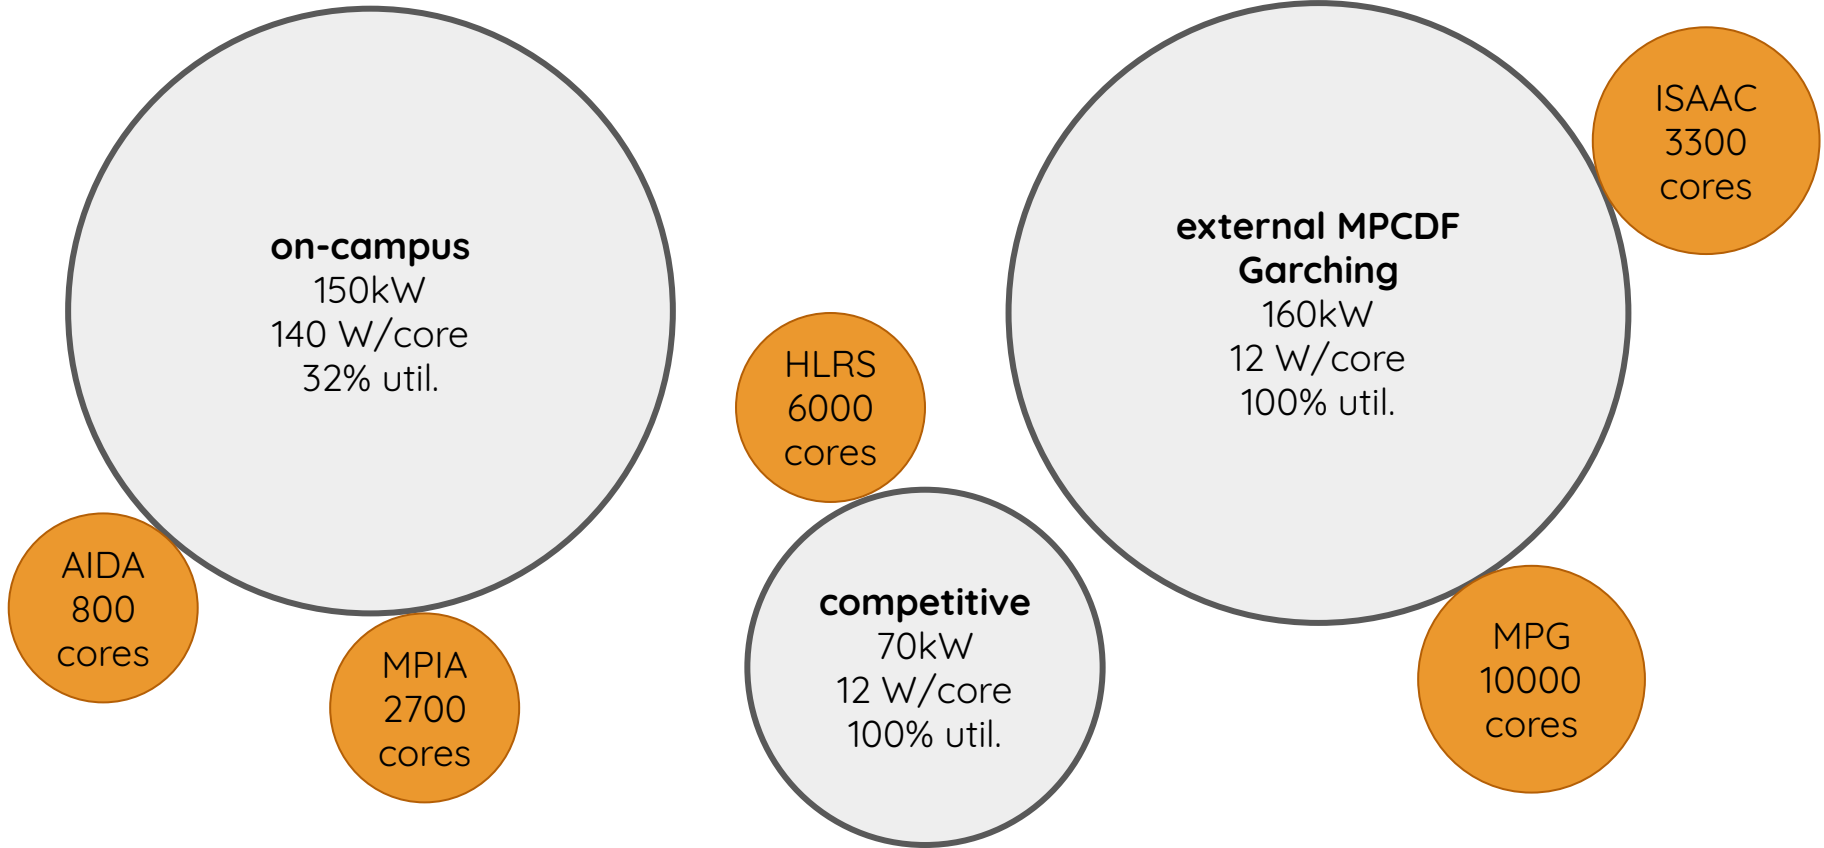 on-campus
150kW
140 W/core
32% util.
AIDA
800
cores
MPIA
2700
cores
HLRS
6000
cores
competitive
70kW
12 W/core
100% util.
external MPCDF
Garching
160kW
12 W/core
100% util.
ISAAC
3300
cores
MPG
10000
cores